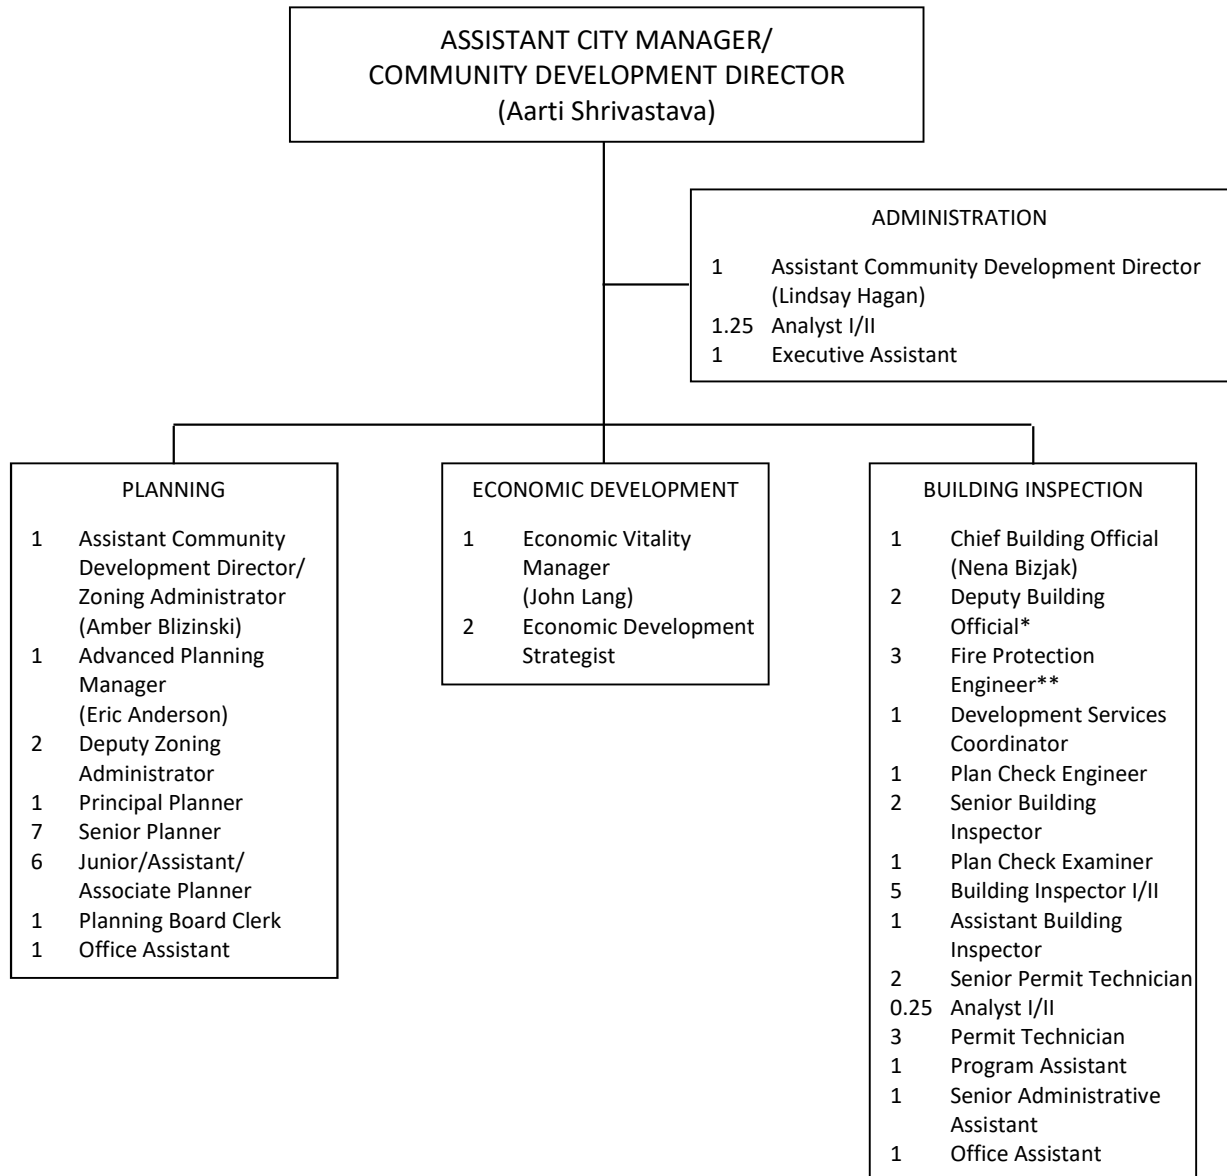 ASSISTANT CITY MANAGER/
COMMUNITY DEVELOPMENT DIRECTOR
(Aarti Shrivastava)
ADMINISTRATION
1 Assistant Community Development Director
(Lindsay Hagan)
1.25 Analyst I/II
1 Executive Assistant
PLANNING
1 Assistant Community
Development Director/
Zoning Administrator
(Amber Blizinski)
1 Advanced Planning
Manager
(Eric Anderson)
2 Deputy Zoning
Administrator
1 Principal Planner
7 Senior Planner
6 Junior/Assistant/
Associate Planner
1 Planning Board Clerk
1 Office Assistant
ECONOMIC DEVELOPMENT
1 Economic Vitality
Manager
(John Lang)
2 Economic Development
Strategist
BUILDING INSPECTION
1 Chief Building Official
(Nena Bizjak)
2 Deputy Building
Official*
3 Fire Protection
Engineer**
1 Development Services
Coordinator
1 Plan Check Engineer
2 Senior Building
Inspector
1 Plan Check Examiner
5 Building Inspector I/II
1 Assistant Building
Inspector
2 Senior Permit Technician
0.25 Analyst I/II
3 Permit Technician
1 Program Assistant
1 Senior Administrative
Assistant
1 Office Assistant